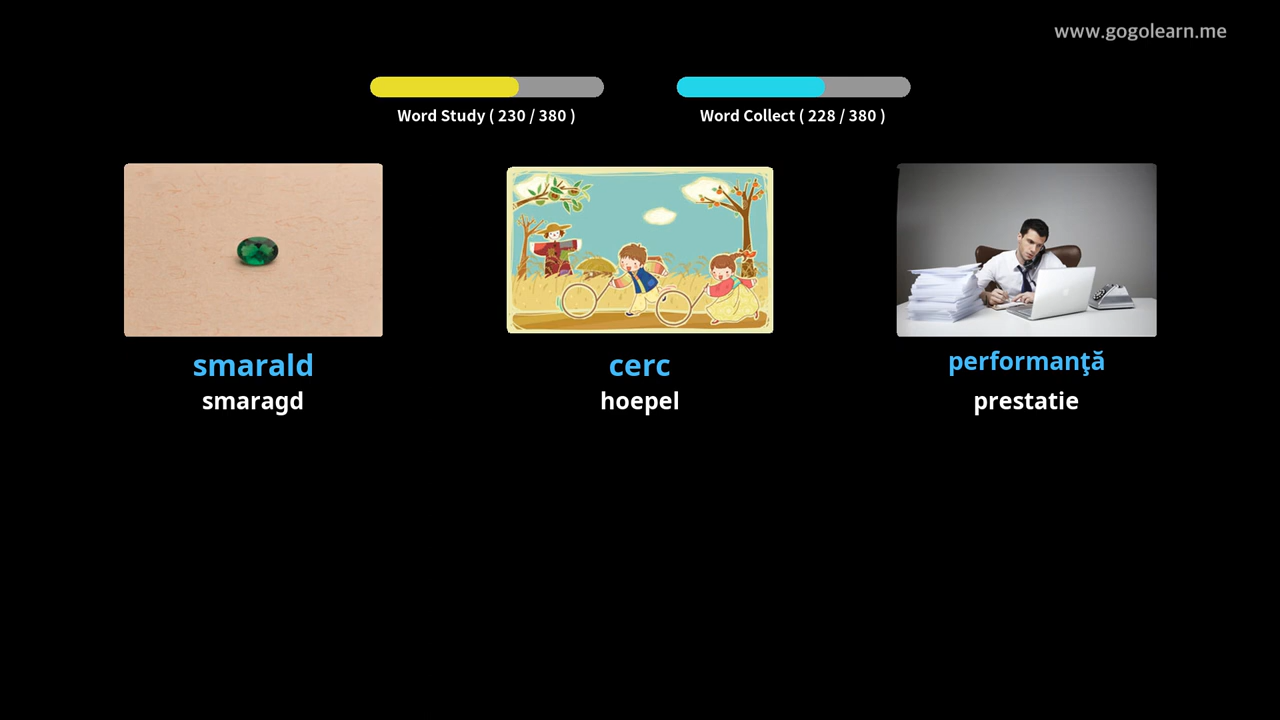 www.gogolearn.me
Word Study ( 230 / 380 )
Word Collect ( 228 / 380 )
smarald
smaragd
cerc
hoepel
performanţă
prestatie